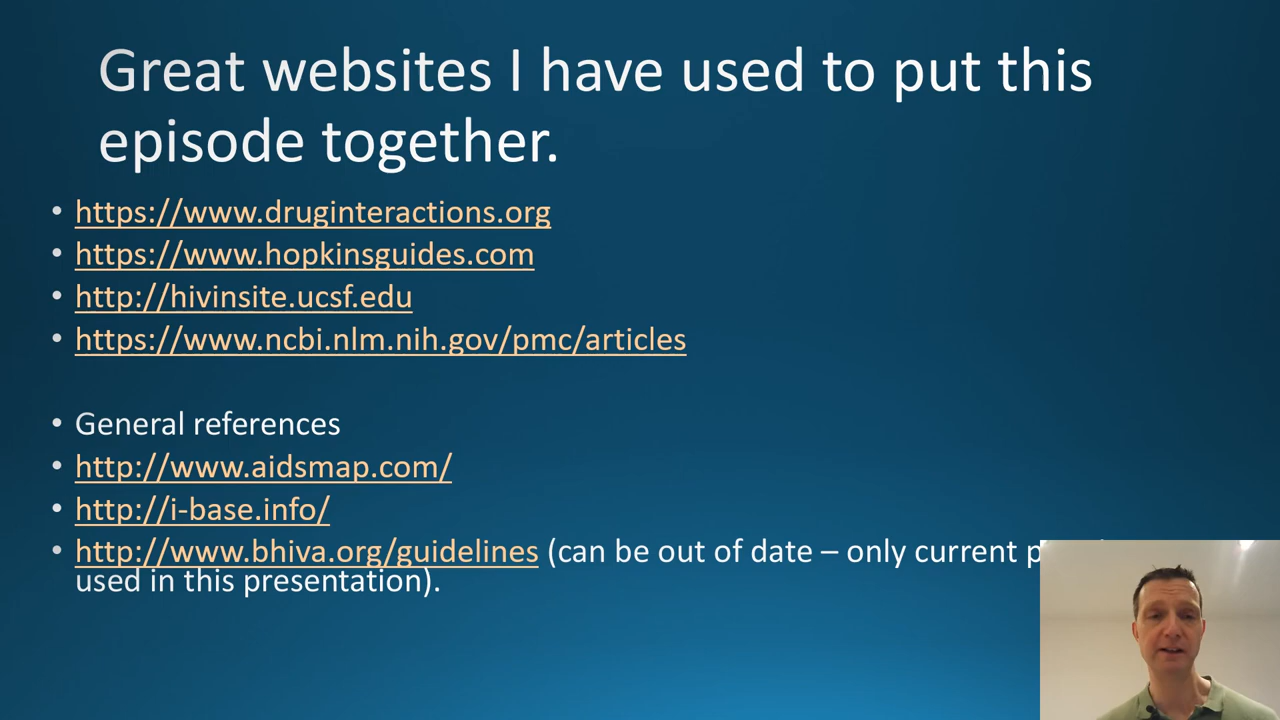 Great websites I have used to put this
episode together.
• https://www.druginteractions.org
• https://www.hopkinsguides.com
• http://hivinsite.ucsf.edu
• https://www.ncbi.nlm.nih.gov/pmc/articles
• General references
• http://www.aidsmap.com/
• http://i-base.info/
• http://www.bhiva.org/guidelines (can be out of date – only current
used in this presentation).